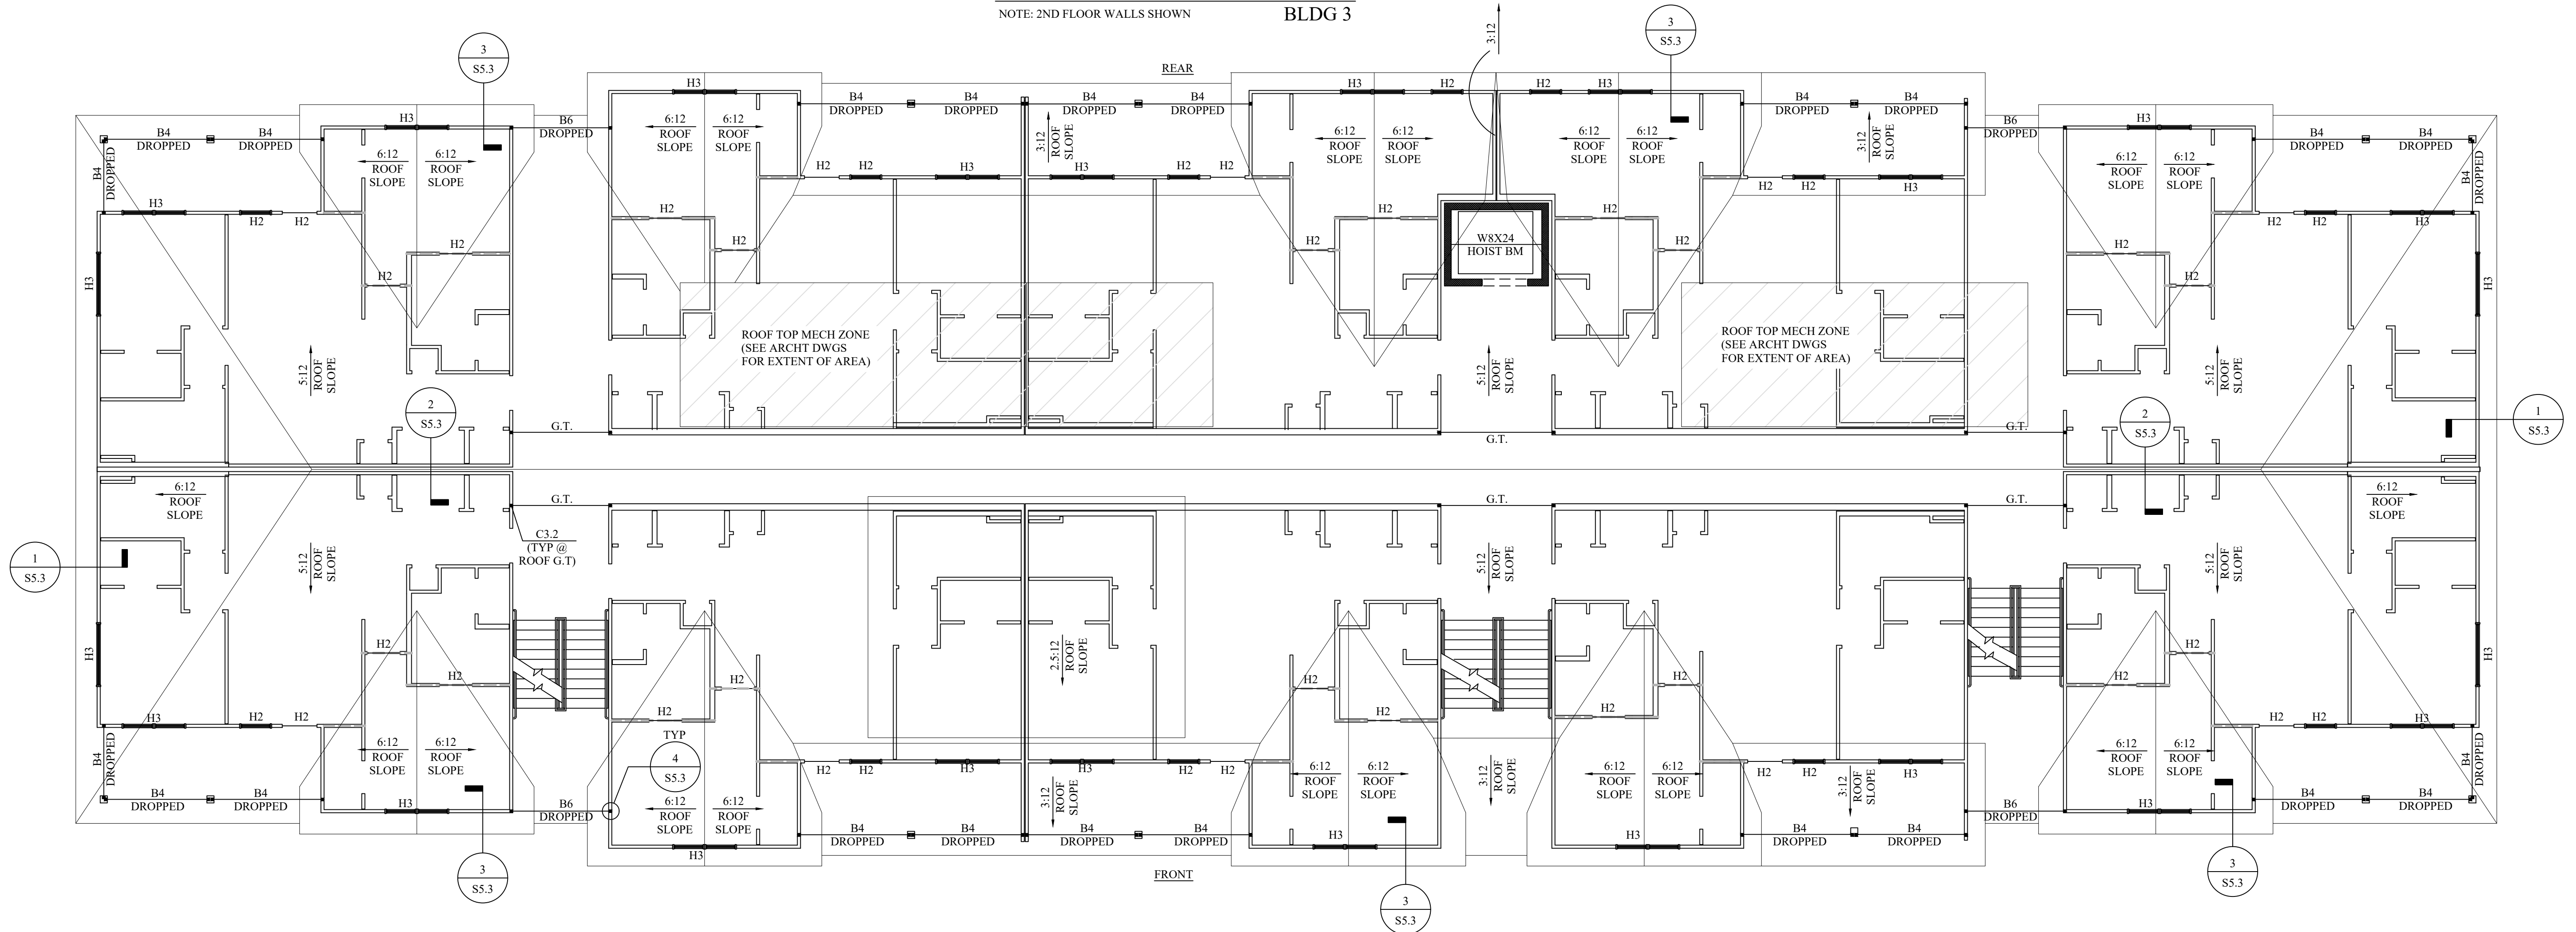 NOTE: 2ND FLOOR WALLS SHOWN
BLDG 3
3:12
3
S5.3
3
S5.3
REAR
H3
B4
DROPPED
B4
DROPPED
B4
DROPPED
B4
DROPPED
H3
H2
H2
H3
B4
DROPPED
B4
DROPPED
B4
DROPPED
B4
DROPPED
H3
B6
DROPPED
6:12
ROOF
SLOPE
6:12
ROOF
SLOPE
3:12
ROOF
SLOPE
6:12
ROOF
SLOPE
6:12
ROOF
SLOPE
6:12
ROOF
SLOPE
6:12
ROOF
SLOPE
3:12
ROOF
SLOPE
B6
DROPPED
H3
B4
DROPPED
B4
DROPPED
B4
DROPPED
6:12
ROOF
SLOPE
6:12
ROOF
SLOPE
6:12
ROOF
SLOPE
6:12
ROOF
SLOPE
B4
DROPPED
H2
H2
H3
H3
H2
H2
H2
H2
H3
H3
H2
H2
H2
H2
H2
H3
H2
H2
H3
H2
H2
H2
H2
H2
H2
H2
H2
W8X24
HOIST BM
H3
H2
H2
H3
ROOF TOP MECH ZONE
(SEE ARCHT DWGS
FOR EXTENT OF AREA)
ROOF TOP MECH ZONE
(SEE ARCHT DWGS
FOR EXTENT OF AREA)
5:12
ROOF
SLOPE
5:12
ROOF
SLOPE
5:12
ROOF
SLOPE
2
S5.3
2
S5.3
1
S5.3
G.T.
G.T.
G.T.
6:12
ROOF
SLOPE
G.T.
G.T.
G.T.
6:12
ROOF
SLOPE
C3.2
(TYP @
ROOF G.T)
1
S5.3
5:12
ROOF
SLOPE
5:12
ROOF
SLOPE
5:12
ROOF
SLOPE
2.5:12
ROOF
SLOPE
H3
H2
H2
H2
H2
H2
H2
H2
H2
H2
H2
H3
H3
H2
H2
TYP
4
S5.3
H2
H2
H3
6:12
ROOF
SLOPE
6:12
ROOF
SLOPE
6:12
ROOF
SLOPE
6:12
ROOF
SLOPE
B4
DROPPED
H2
H2
H3
H3
H2
H2
3:12
ROOF
SLOPE
H2
H2
H3
B4
DROPPED
3:12
ROOF
SLOPE
6:12
ROOF
SLOPE
6:12
ROOF
SLOPE
6:12
ROOF
SLOPE
6:12
ROOF
SLOPE
3:12
ROOF
SLOPE
B4
DROPPED
B4
DROPPED
H3
B6
DROPPED
6:12
ROOF
SLOPE
6:12
ROOF
SLOPE
B6
DROPPED
H3
B4
DROPPED
B4
DROPPED
H3
B4
DROPPED
B4
DROPPED
B4
DROPPED
B4
DROPPED
H3
H3
B4
DROPPED
B4
DROPPED
3
S5.3
FRONT
3
S5.3
3
S5.3